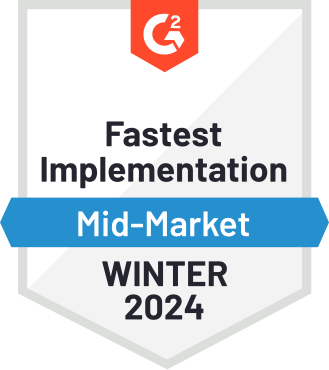 G2
Fastest
Implementation
Mid-Market
WINTER
2024